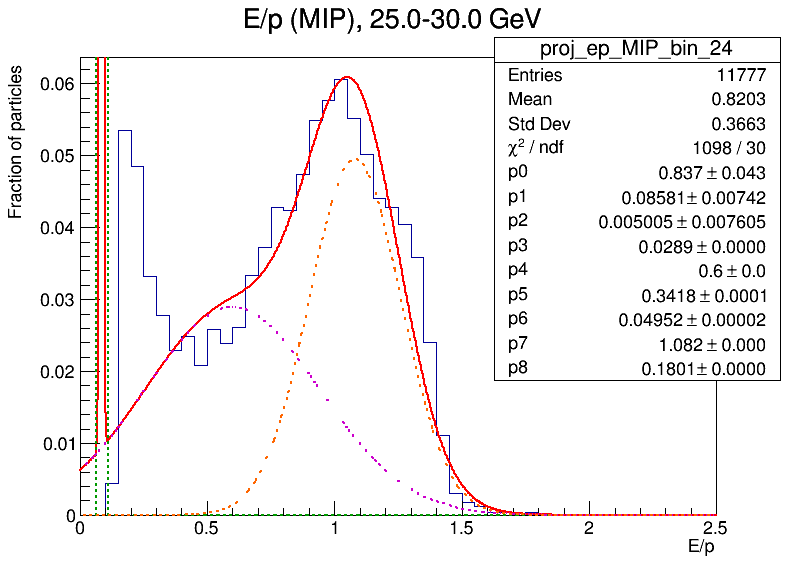 E/p (MIP), 25.0-30.0 GeV
proj_ep_MIP_bin_24
Entries 11777
Mean 0.8203
Std Dev 0.3663
χ² / ndf 1098 / 30
p0 0.837 ± 0.043
p1 0.08581 ± 0.00742
p2 0.005005 ± 0.007605
p3 0.0289 ± 0.0000
p4 0.6 ± 0.0
p5 0.3418 ± 0.0001
p6 0.04952 ± 0.00002
p7 1.082 ± 0.000
p8 0.1801 ± 0.0000
Fraction of particles
0.06
0.05
0.04
0.03
0.02
0.01
0
0 0.5 1 1.5 2 2.5
E/p